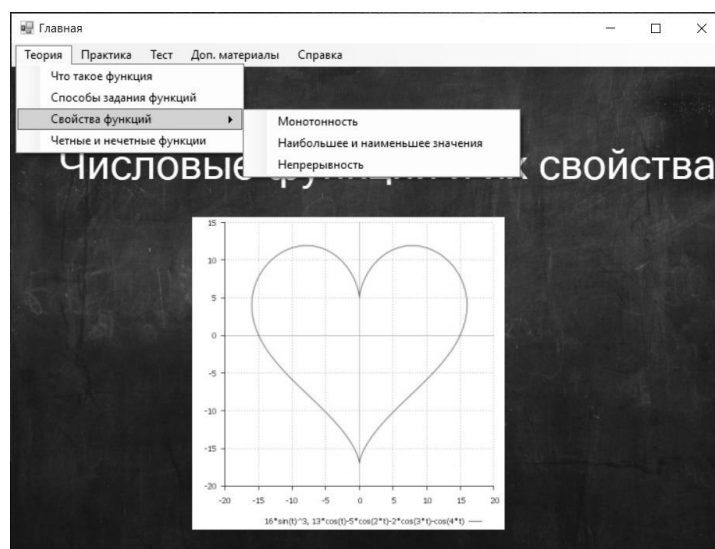 Главная
Теория Практика Тест Доп. материалы Справка
Что такое функция
Способы задания функций
Свойства функций
Четные и нечетные функции
Монотонность
Наибольшее и наименьшее значения
Непрерывность
Числовые свойства
15
10
5
0
-5
-10
-15
-20
-20 -15 -10 -5 0 5 10 15 20
16*sin(t)^3, 13*cos(t)-5*cos(2*t)-2*cos(3*t)-cos(4*t)